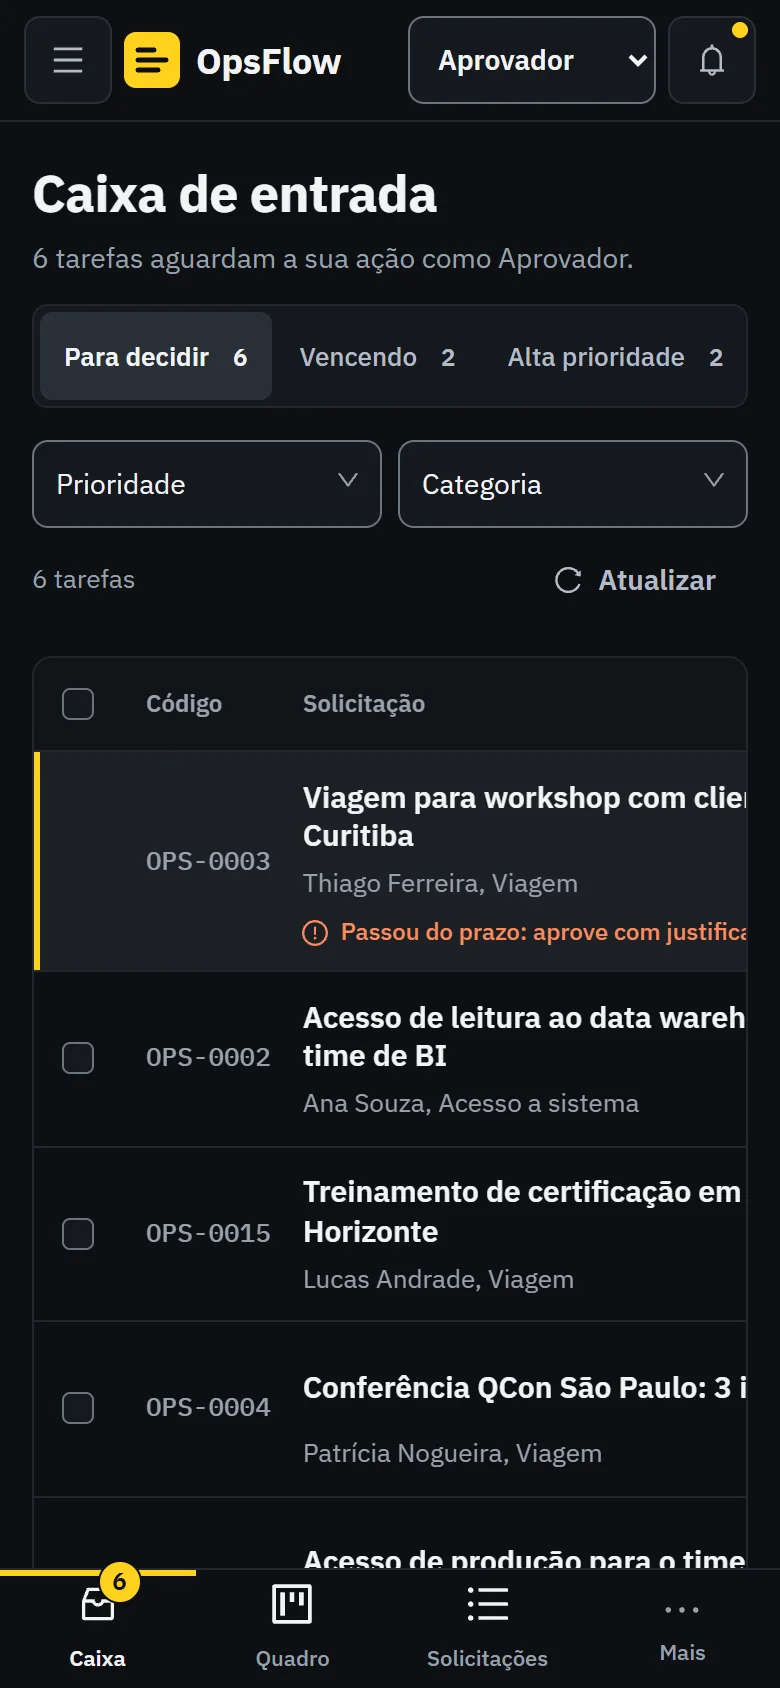 OpsFlow
Aprovador
Caixa de entrada
6 tarefas aguardam a sua ação como Aprovador.
Para decidir 6 Vencendo 2 Alta prioridade 2
Prioridade Categoria
6 tarefas Atualizar
Código Solicitação
Viagem para workshop com clien
Curitiba
OPS-0003
Thiago Ferreira, Viagem
Passou do prazo: aprove com justifica
Acesso de leitura ao data wareh
time de BI
OPS-0002
Ana Souza, Acesso a sistema
Treinamento de certificação em
Horizonte
OPS-0015
Lucas Andrade, Viagem
Conferência QCon São Paulo: 3 i
OPS-0004
Patrícia Nogueira, Viagem
Acesso de produção para o time
6
Caixa Quadro Solicitações Mais